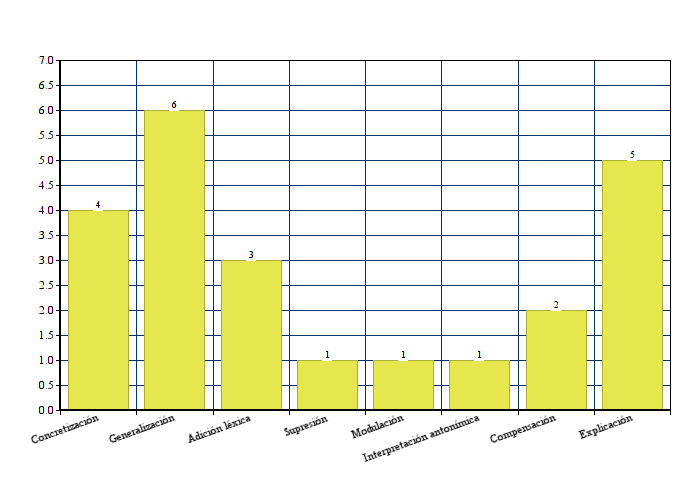 7.0
6.5
6.0
5.5
5.0
4.5
4.0
3.5
3.0
2.5
2.0
1.5
1.0
0.5
0.0
4
6
3
1
1
1
2
5
Concretización
Generalización
Adición léxica
Supresión
Modulación
Interpretación antonímica
Compensación
Explicación